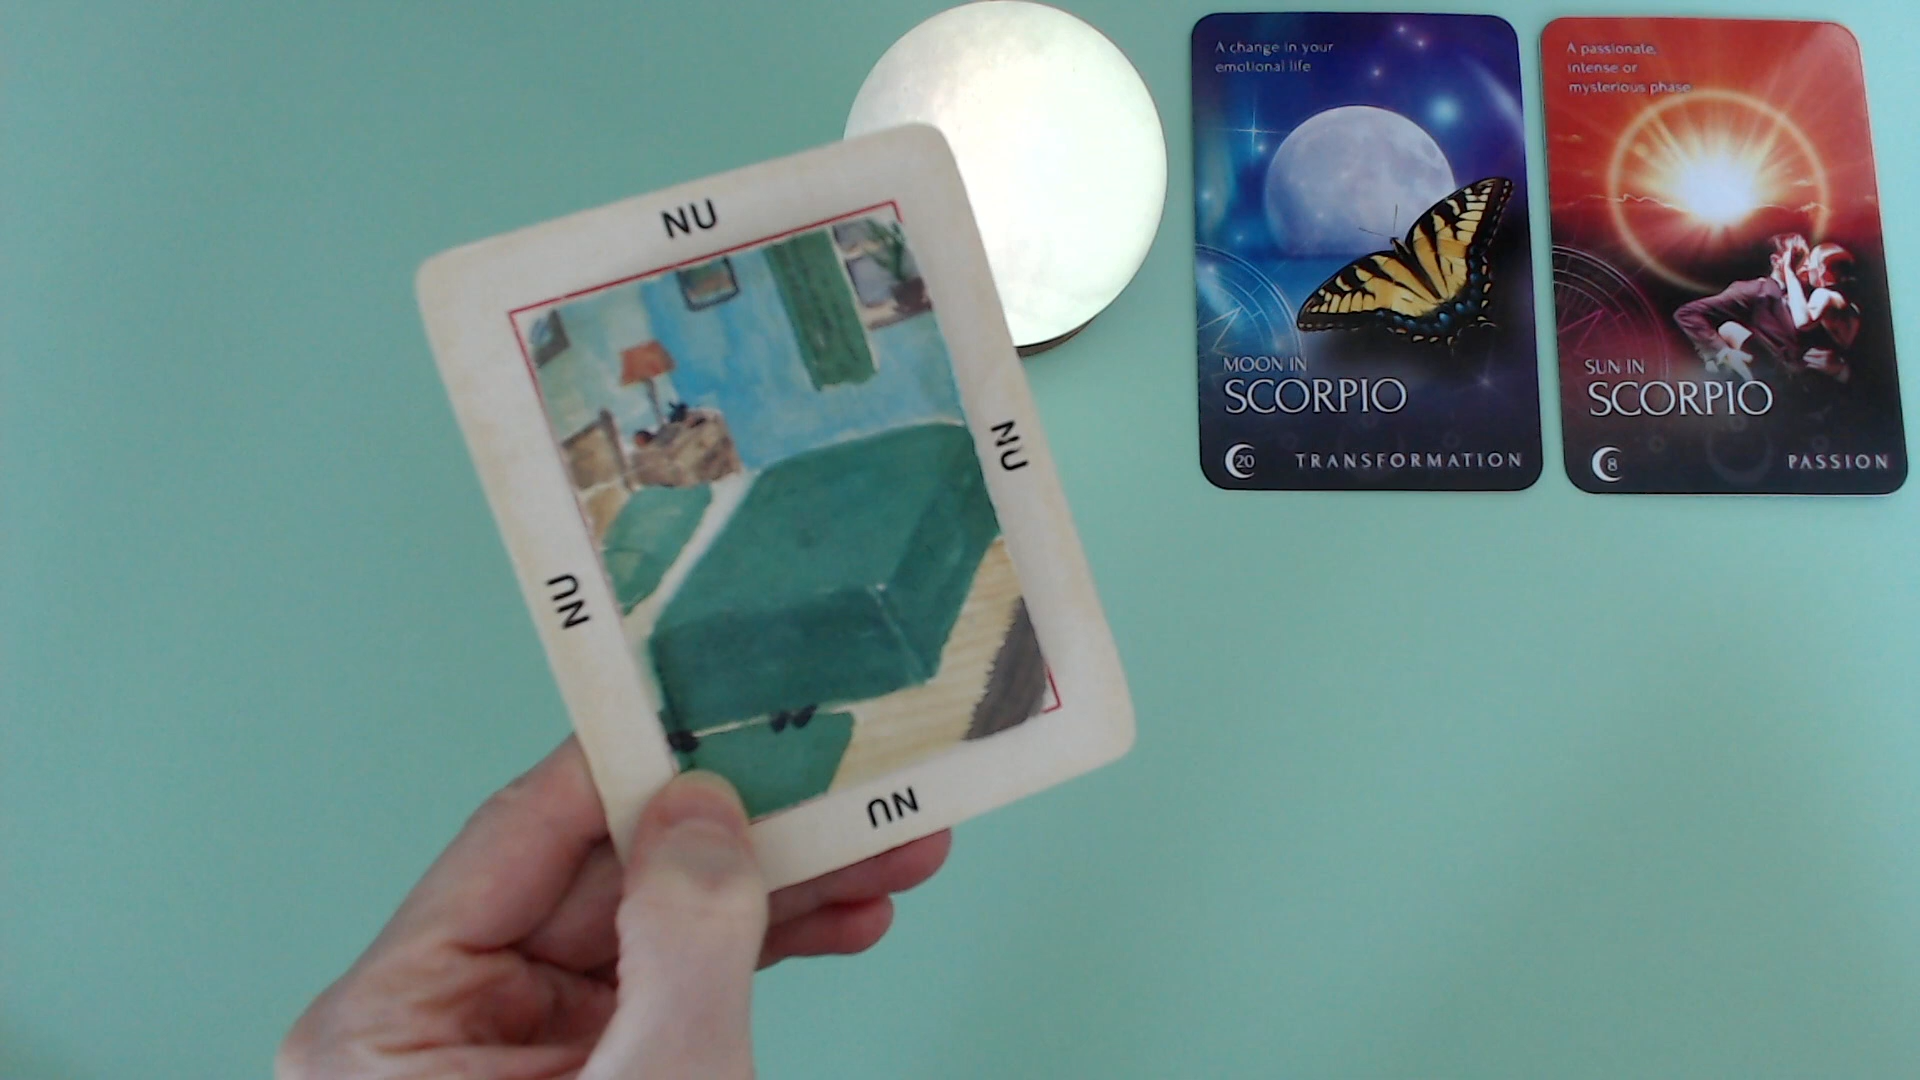 NU
NU
NU
NU
A change in your
emotional life
MOON IN
SCORPIO
20
TRANSFORMATION
A passionate,
intense or
mysterious phase
SUN IN
SCORPIO
8
PASSION